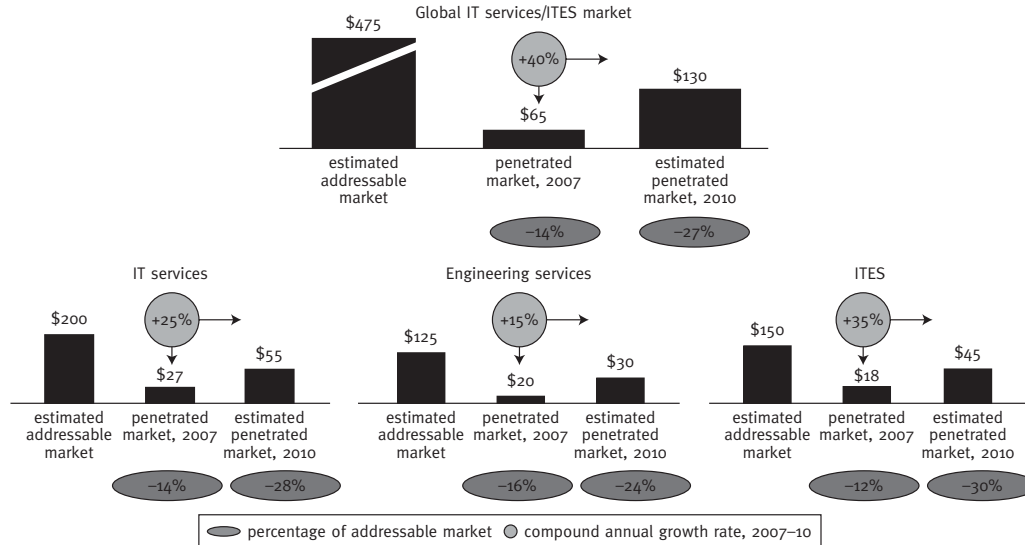 Global IT services/ITES market
$475
+40%
$130
$65
estimated
addressable
market
penetrated
market, 2007
estimated
penetrated
market, 2010
–14%
–27%
IT services
$200
+25%
$55
$27
estimated
addressable
market
penetrated
market, 2007
estimated
penetrated
market, 2010
–14%
–28%
Engineering services
$125
+15%
$30
$20
estimated
addressable
market
penetrated
market, 2007
estimated
penetrated
market, 2010
–16%
–24%
ITES
$150
+35%
$45
$18
estimated
addressable
market
penetrated
market, 2007
estimated
penetrated
market, 2010
–12%
–30%
percentage of addressable market
compound annual growth rate, 2007–10